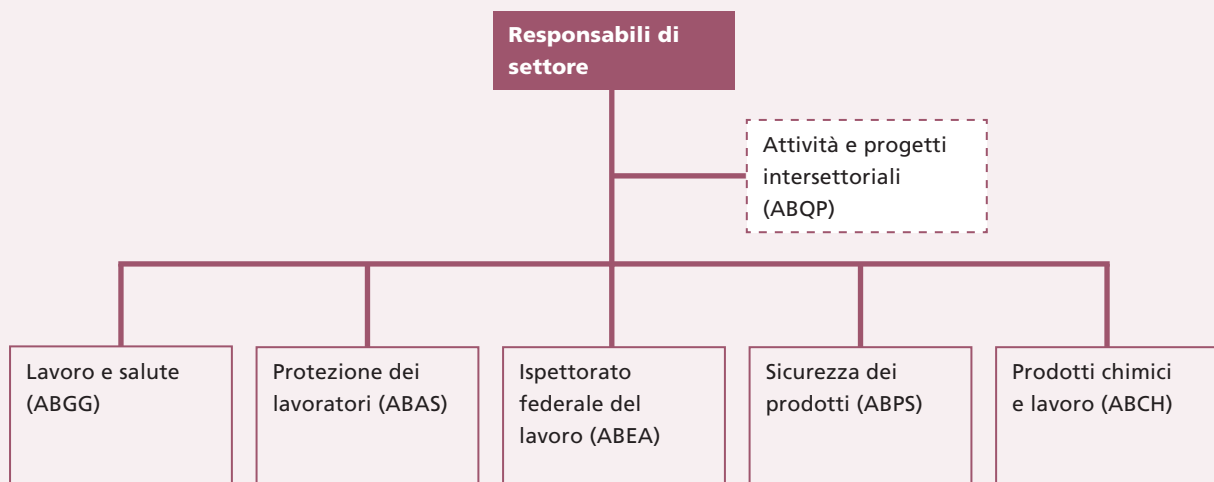 Responsabili di
settore
Attività e progetti
intersettoriali
(ABQP)
Lavoro e salute
(ABGG)
Protezione dei
lavoratori (ABAS)
Ispettorato
federale del
lavoro (ABEA)
Sicurezza dei
prodotti (ABPS)
Prodotti chimici
e lavoro (ABCH)